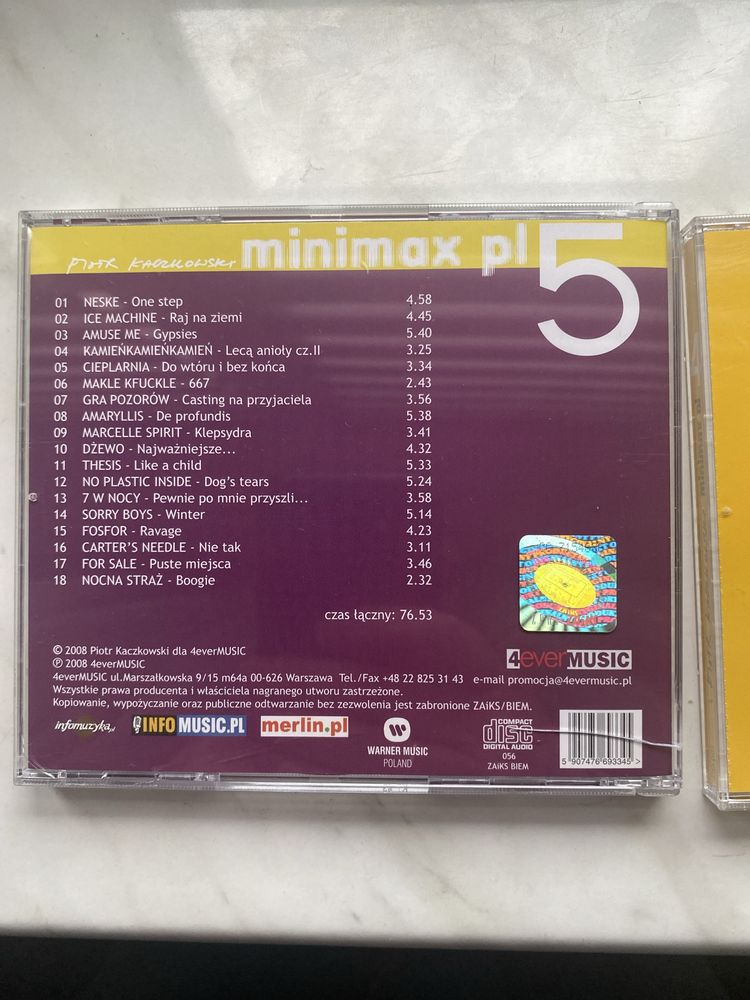 PIOTR KACZKOWSKI minimax pl 5
01 NESKE - One step 4.58
02 ICE MACHINE - Raj na ziemi 4.45
03 AMUSE ME - Gypsies 5.40
04 KAMIEŃKAMIEŃKAMIEŃ - Lecą anioły cz.II 3.25
05 CIEPLARNIA - Do wtóru i bez końca 3.34
06 MAKLE KFUCKLE - 667 2.43
07 GRA POZORÓW - Casting na przyjaciela 3.56
08 AMARYLLIS - De profundis 5.38
09 MARCELLE SPIRIT - Klepsydra 3.41
10 DŻEWO - Najważniejsze... 4.32
11 THESIS - Like a child 5.33
12 NO PLASTIC INSIDE - Dog's tears 5.24
13 7 W NOCY - Pewnie po mnie przyszli... 3.58
14 SORRY BOYS - Winter 5.14
15 FOSFOR - Ravage 4.23
16 CARTER'S NEEDLE - Nie tak 3.11
17 FOR SALE - Puste miejsca 3.46
18 NOCNA STRAŻ - Boogie 2.32
czas łączny: 76.53
ZAiKS
© 2008 Piotr Kaczkowski dla 4everMUSIC
℗ 2008 4everMUSIC
4everMUSIC ul.Marszałkowska 9/15 m64a 00-626 Warszawa Tel./Fax +48 22 825 31 43
4everMUSIC
e-mail promocja@4evermusic.pl
Wszystkie prawa producenta i właściciela nagranego utworu zastrzeżone.
Kopiowanie, wypożyczanie oraz publiczne odtwarzanie bez zezwolenia jest zabronione ZAiKS/BIEM.
infomuzyka.pl
INFOMUSIC.PL
merlin.pl
WARNER MUSIC
POLAND
COMPACT
disc
DIGITAL AUDIO
056
ZAiKS BIEM
5 907476 693345 >